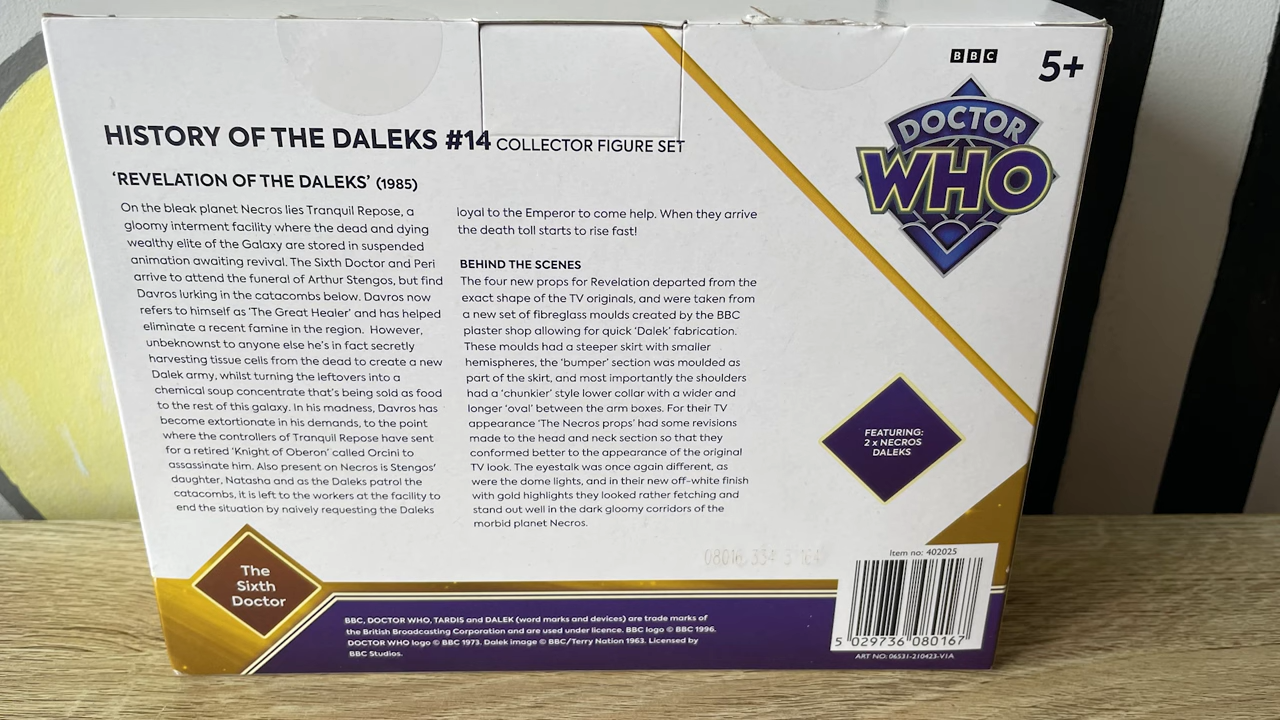 BBC
5+
DOCTOR
WHO
HISTORY OF THE DALEKS #14 COLLECTOR FIGURE SET
'REVELATION OF THE DALEKS' (1985)
On the bleak planet Necros lies Tranquil Repose, a
gloomy interment facility where the dead and dying
wealthy elite of the Galaxy are stored in suspended
animation awaiting revival. The Sixth Doctor and Peri
arrive to attend the funeral of Arthur Stengos, but find
Davros lurking in the catacombs below. Davros now
refers to himself as 'The Great Healer' and has helped
eliminate a recent famine in the region. However,
unbeknownst to anyone else he's in fact secretly
harvesting tissue cells from the dead to create a new
Dalek army, whilst turning the leftovers into a
chemical soup concentrate that's being sold as food
to the rest of this galaxy. In his madness, Davros has
become extortionate in his demands, to the point
where the controllers of Tranquil Repose have sent
for a retired 'Knight of Oberon' called Orcini to
assassinate him. Also present on Necros is Stengos'
daughter, Natasha and as the Daleks patrol the
catacombs, it is left to the workers at the facility to
end the situation by naively requesting the Daleks
loyal to the Emperor to come help. When they arrive
the death toll starts to rise fast!
BEHIND THE SCENES
The four new props for Revelation departed from the
exact shape of the TV originals, and were taken from
a new set of fibreglass moulds created by the BBC
plaster shop allowing for quick 'Dalek' fabrication.
These moulds had a steeper skirt with smaller
hemispheres, the 'bumper' section was moulded as
part of the skirt, and most importantly the shoulders
had a 'chunkier' style lower collar with a wider and
longer 'oval' between the arm boxes. For their TV
appearance 'The Necros props' had some revisions
made to the head and neck section so that they
conformed better to the appearance of the original
TV look. The eyestalk was once again different, as
were the dome lights, and in their new off-white finish
with gold highlights they looked rather fetching and
stand out well in the dark gloomy corridors of the
morbid planet Necros.
FEATURING:
2 x NECROS
DALEKS
The
Sixth
Doctor
BBC, DOCTOR WHO, TARDIS and DALEK (word marks and devices) are trade marks of
the British Broadcasting Corporation and are used under licence. BBC logo © BBC 1996.
DOCTOR WHO logo © BBC 1973. Dalek image © BBC/Terry Nation 1963. Licensed by
BBC Studios.
Item no: 402025
5 029736 080167
ART NO: 06531-210423-V1A